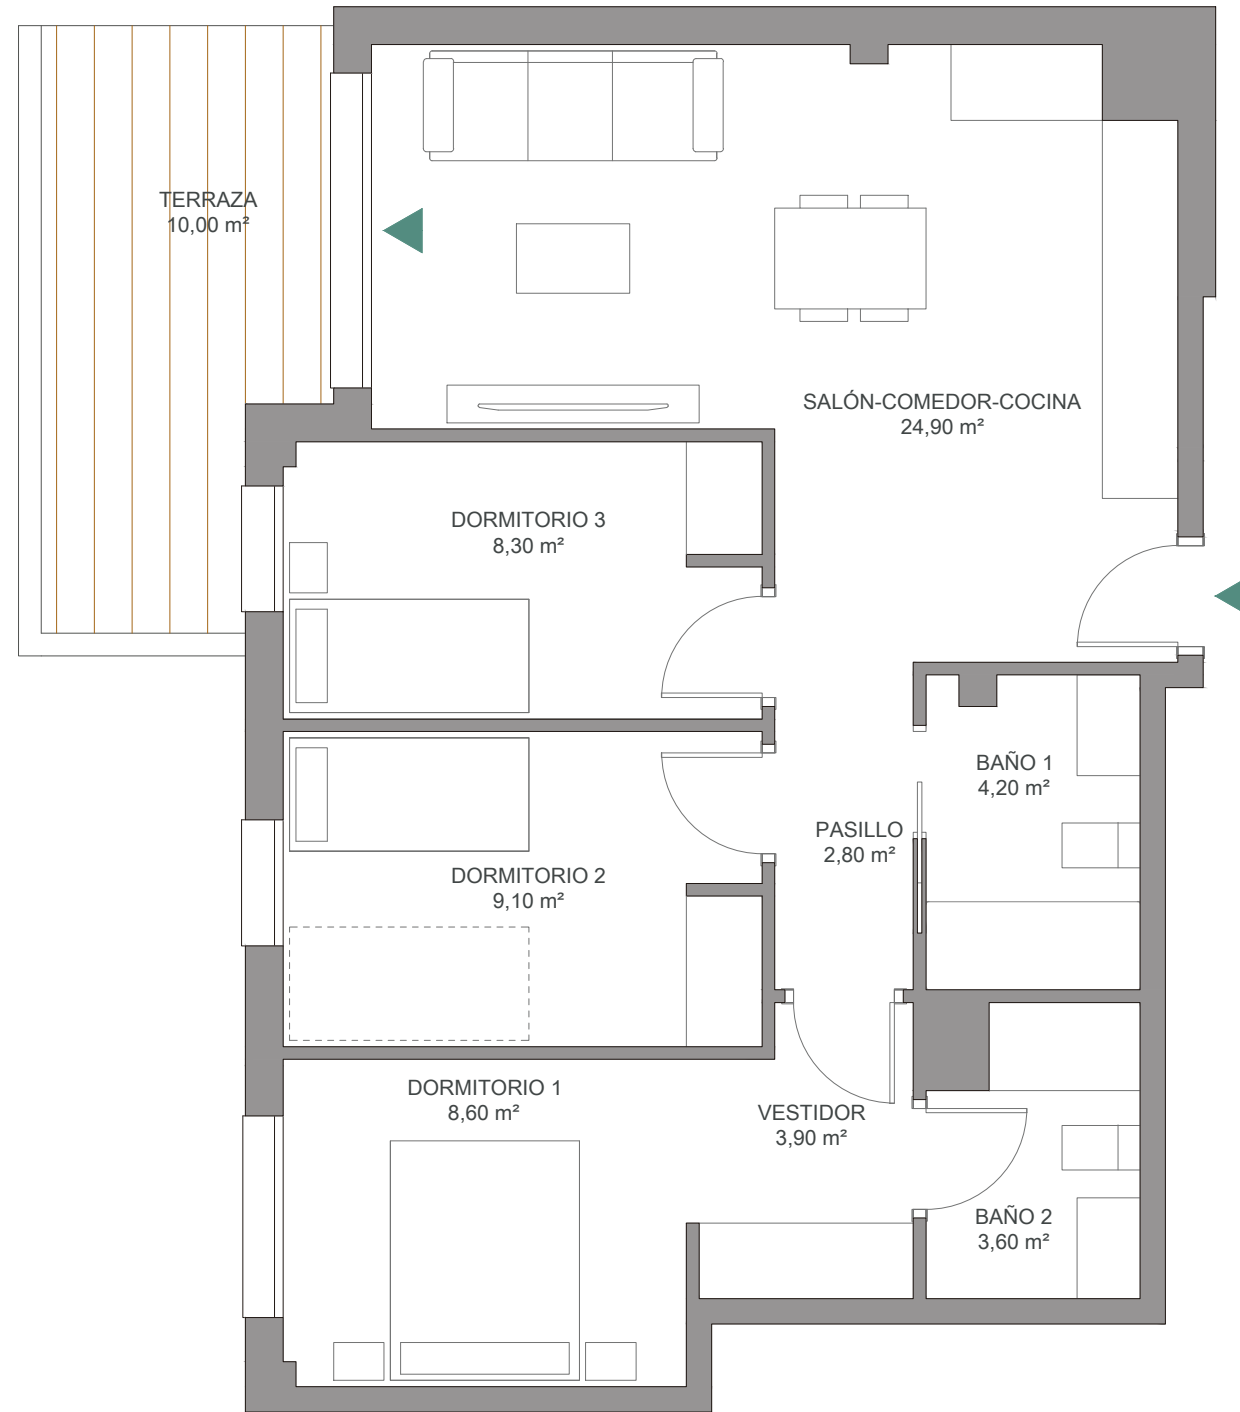 TERRAZA
10,00 m²
SALÓN-COMEDOR-COCINA
24,90 m²
DORMITORIO 3
8,30 m²
BAÑO 1
4,20 m²
PASILLO
2,80 m²
DORMITORIO 2
9,10 m²
DORMITORIO 1
8,60 m²
VESTIDOR
3,90 m²
BAÑO 2
3,60 m²